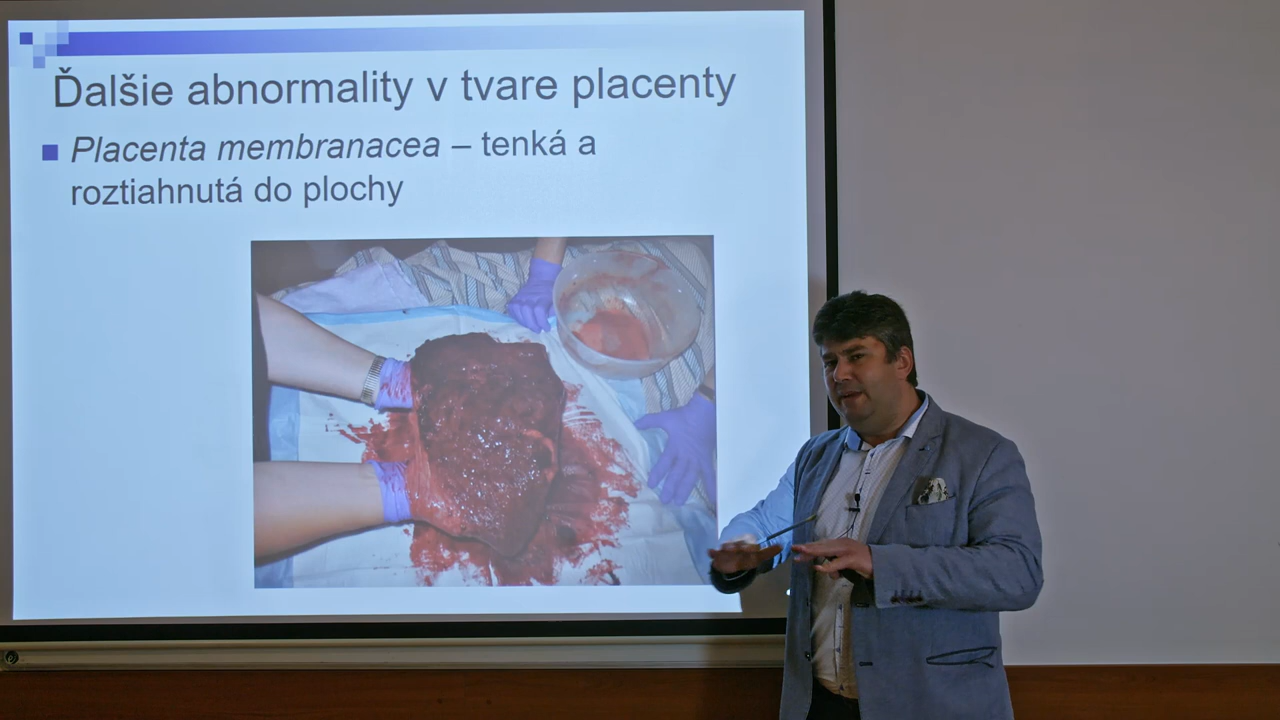 Ďalšie abnormality v tvare placenty
Placenta membranacea – tenká a
roztiahnutá do plochy